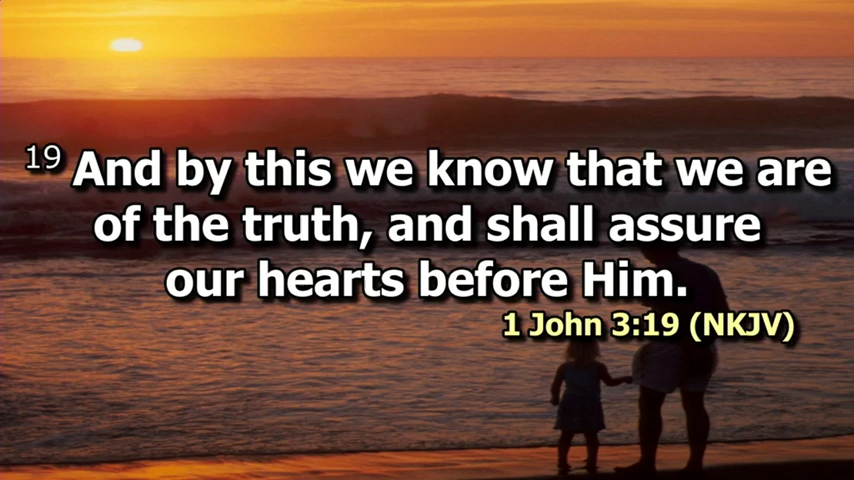 19 And by this we know that we are
of the truth, and shall assure
our hearts before Him.
1 John 3:19 (NKJV)